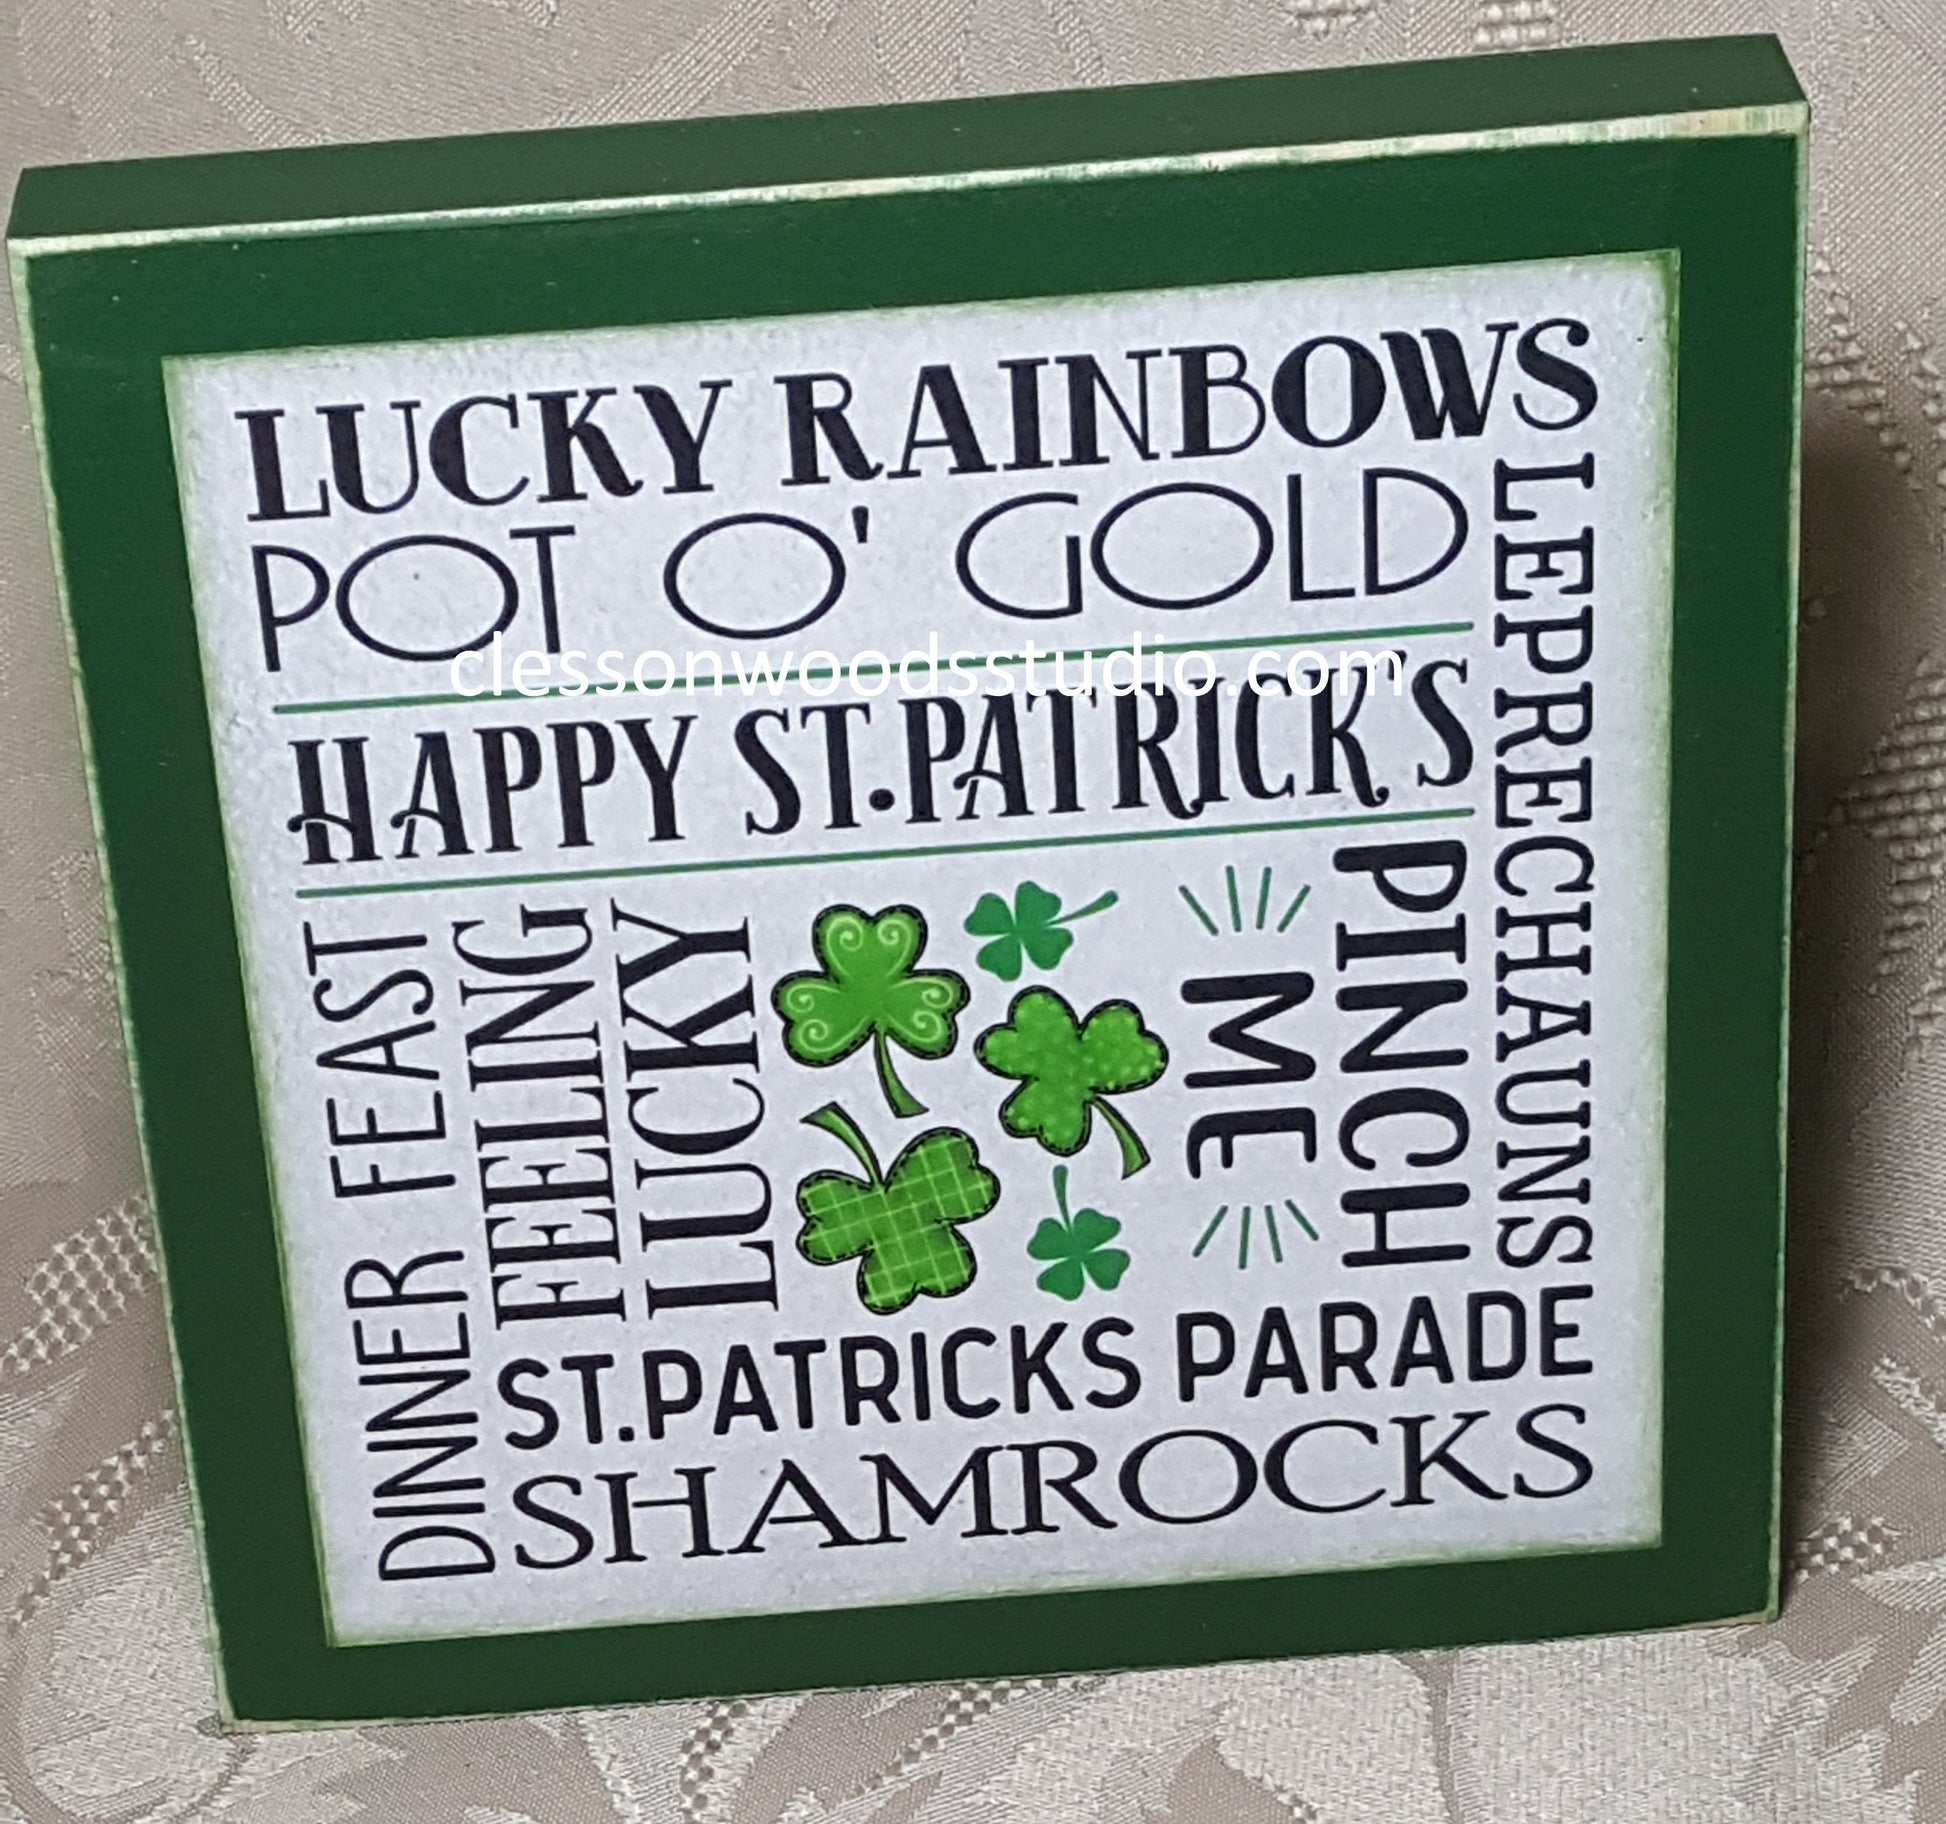 LUCKY RAINBOWS
POT O' GOLD
clessonwoodsstudio.com
HAPPY ST.PATRICK'S
LEPRECHAUNS
DINNER FEAST
FEELING
LUCKY
PINCH
ME
ST.PATRICKS PARADE
SHAMROCKS